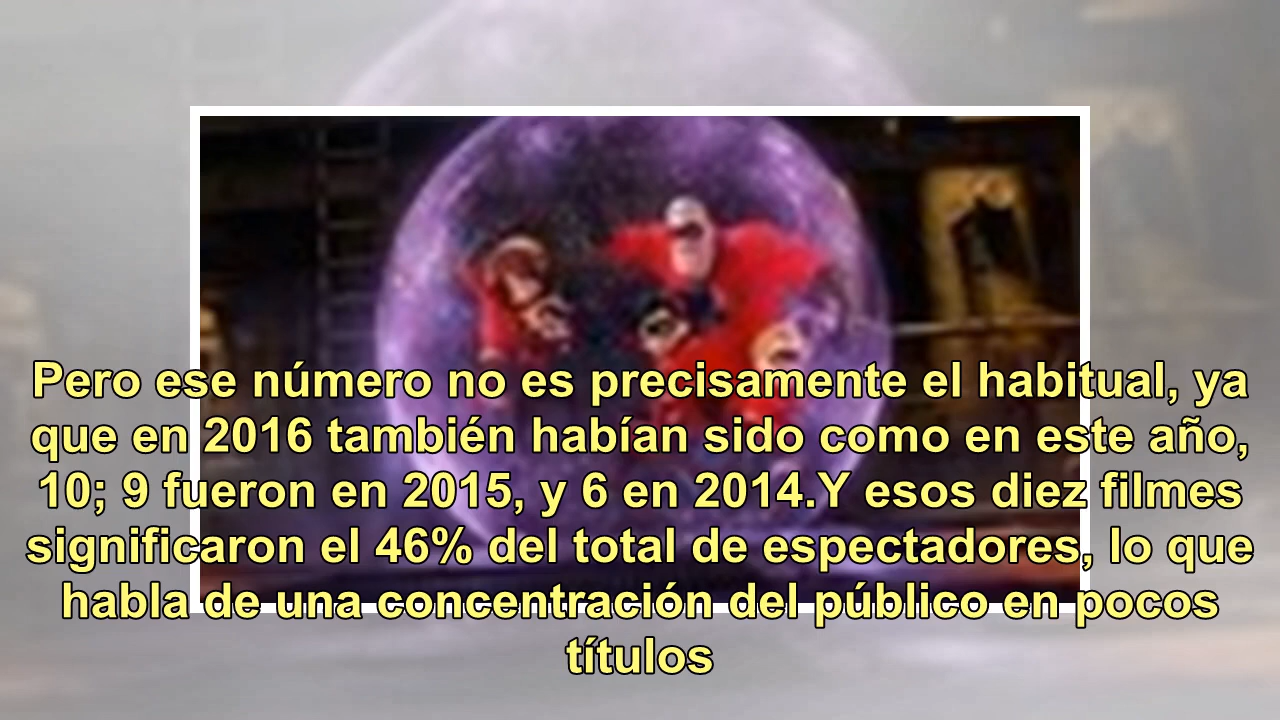 Pero ese número no es precisamente el habitual, ya
que en 2016 también habían sido como en este año,
10; 9 fueron en 2015, y 6 en 2014.Y esos diez filmes
significaron el 46% del total de espectadores, lo que
habla de una concentración del público en pocos
títulos